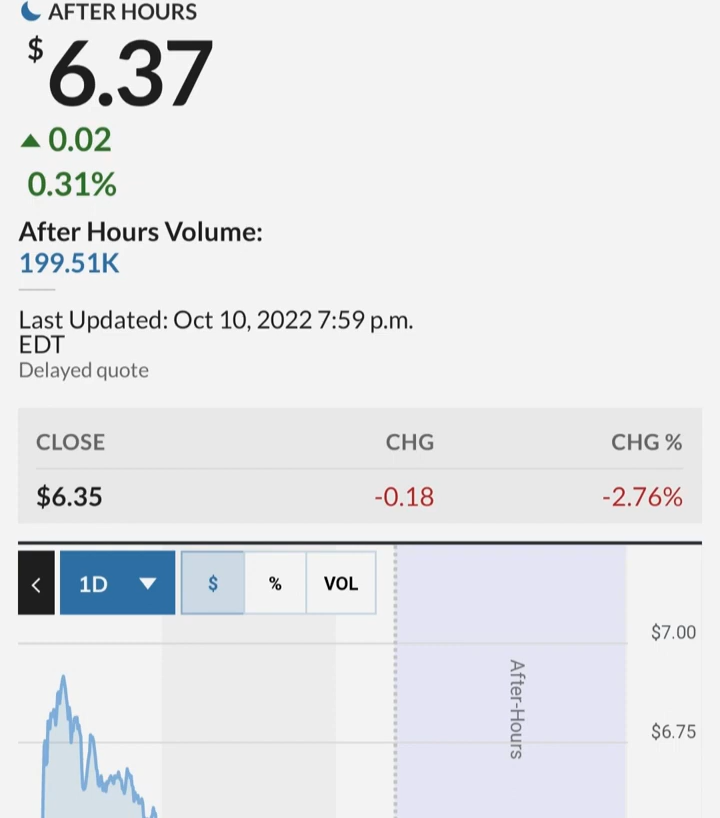 AFTER HOURS
$6.37
0.02
0.31%
After Hours Volume:
199.51K
Last Updated: Oct 10, 2022 7:59 p.m.
EDT
Delayed quote
CLOSE CHG CHG %
$6.35 -0.18 -2.76%
1D $ % VOL
$7.00
After-Hours
$6.75